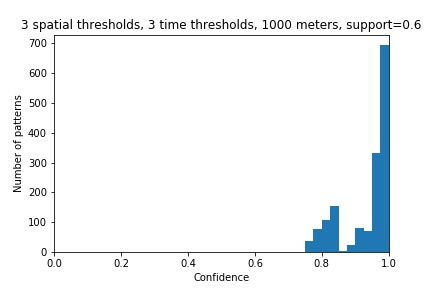 3 spatial thresholds, 3 time thresholds, 1000 meters, support=0.6
700
600
500
400
300
200
100
0
Number of patterns
0.0 0.2 0.4 0.6 0.8 1.0
Confidence